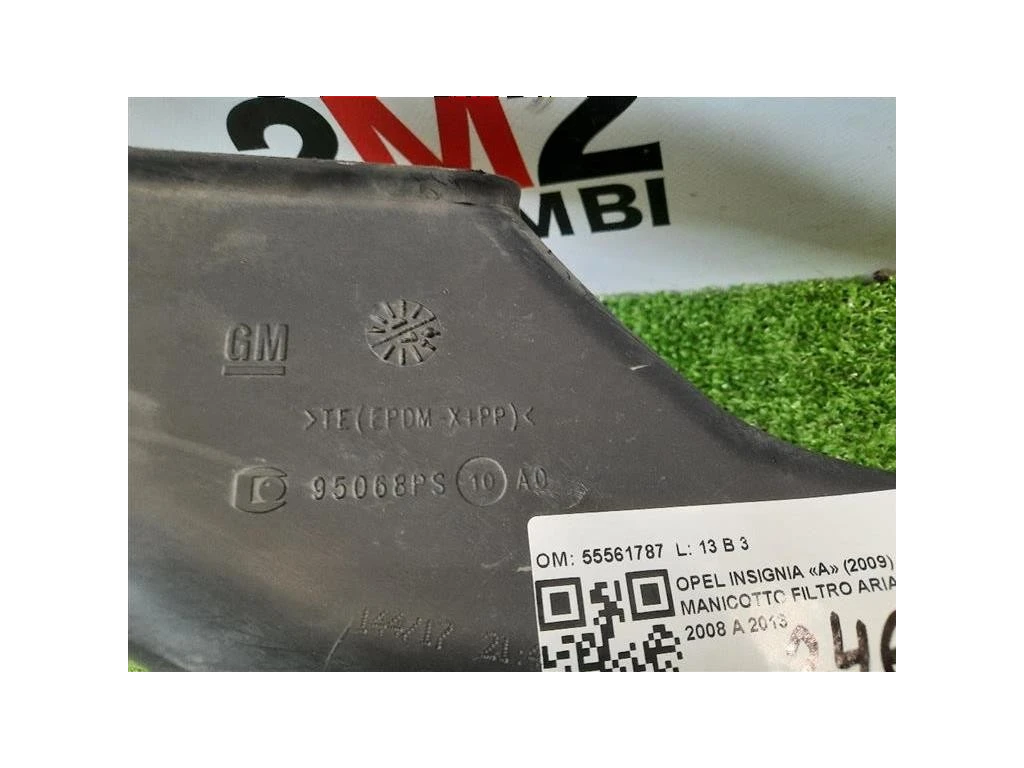 2M2
MBI
GM
>TE(EPDM-X+PP)<
95068PS 10 A0
OM: 55561787 L: 13 B 3
OPEL INSIGNIA «A» (2009)
MANICOTTO FILTRO ARIA
2008 A 2013